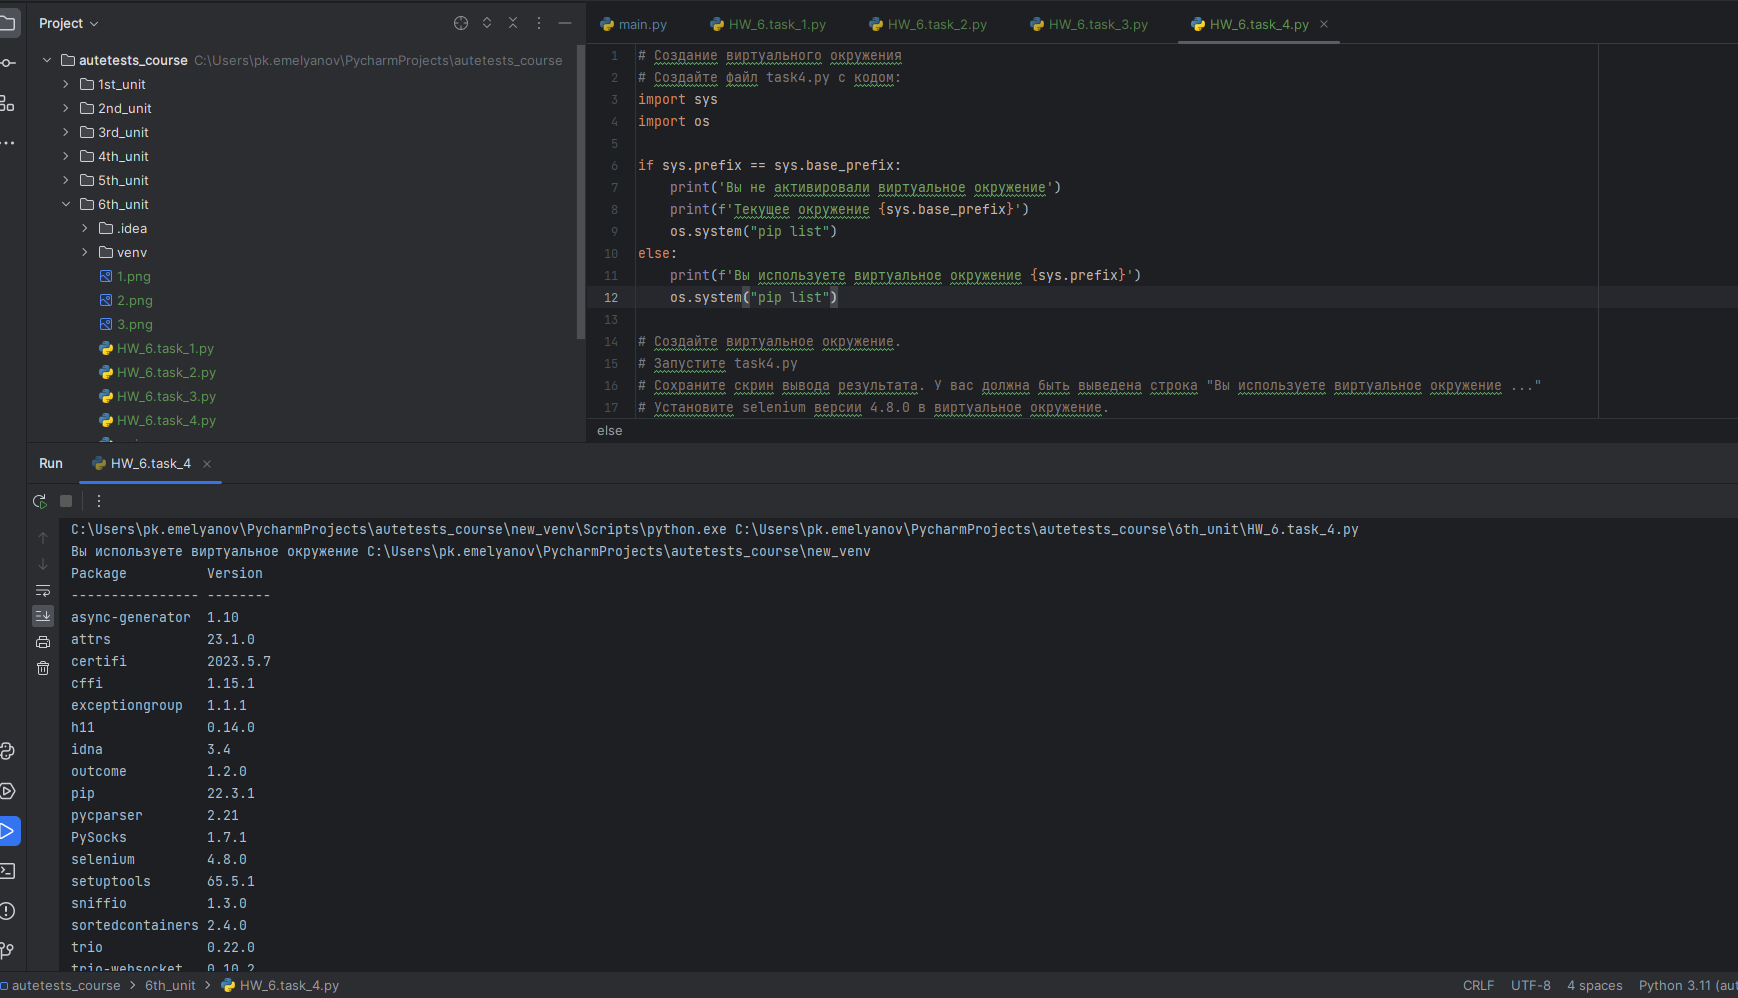 Project
autetests_course C:\Users\pk.emelyanov\PycharmProjects\autetests_course
1st_unit
2nd_unit
3rd_unit
4th_unit
5th_unit
6th_unit
.idea
venv
1.png
2.png
3.png
HW_6.task_1.py
HW_6.task_2.py
HW_6.task_3.py
HW_6.task_4.py
main.py HW_6.task_1.py HW_6.task_2.py HW_6.task_3.py HW_6.task_4.py
1 # Создание виртуального окружения
2 # Создайте файл task4.py с кодом:
3 import sys
4 import os
5
6 if sys.prefix == sys.base_prefix:
7 print('Вы не активировали виртуальное окружение')
8 print(f'Текущее окружение {sys.base_prefix}')
9 os.system("pip list")
10 else:
11 print(f'Вы используете виртуальное окружение {sys.prefix}')
12 os.system("pip list")
13
14 # Создайте виртуальное окружение.
15 # Запустите task4.py
16 # Сохраните скрин вывода результата. У вас должна быть выведена строка "Вы используете виртуальное окружение ..."
17 # Установите selenium версии 4.8.0 в виртуальное окружение.
else
Run HW_6.task_4
C:\Users\pk.emelyanov\PycharmProjects\autetests_course\new_venv\Scripts\python.exe C:\Users\pk.emelyanov\PycharmProjects\autetests_course\6th_unit\HW_6.task_4.py
Вы используете виртуальное окружение C:\Users\pk.emelyanov\PycharmProjects\autetests_course\new_venv
Package Version
---------------- --------
async-generator 1.10
attrs 23.1.0
certifi 2023.5.7
cffi 1.15.1
exceptiongroup 1.1.1
h11 0.14.0
idna 3.4
outcome 1.2.0
pip 22.3.1
pycparser 2.21
PySocks 1.7.1
selenium 4.8.0
setuptools 65.5.1
sniffio 1.3.0
sortedcontainers 2.4.0
trio 0.22.0
trio-websocket 0.10.2
autetests_course > 6th_unit > HW_6.task_4.py
CRLF UTF-8 4 spaces Python 3.11 (aut